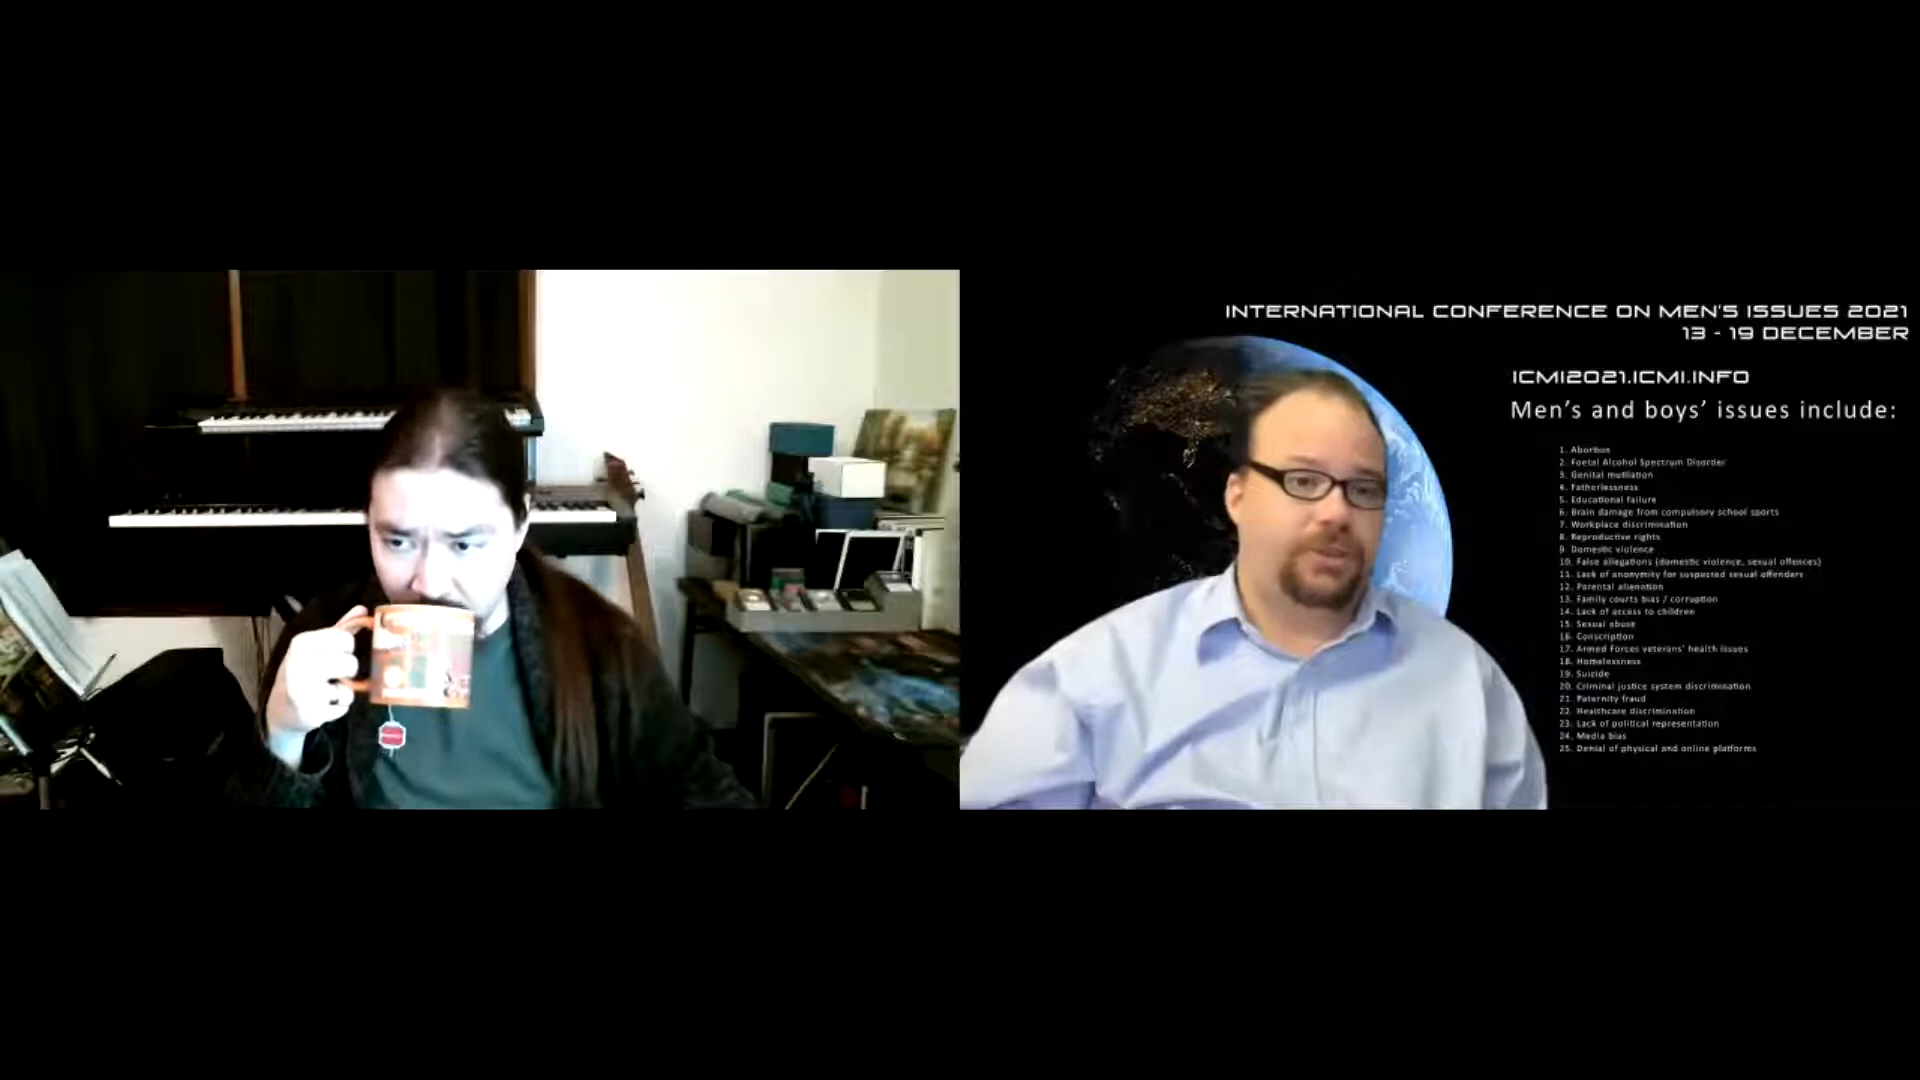 INTERNATIONAL CONFERENCE ON MEN'S ISSUES 2021
13 - 19 DECEMBER
ICMI2021.ICMI.INFO
Men's and boys' issues include:
1. Abortion
2. Foetal Alcohol Spectrum Disorder
3. Genital mutilation
4. Fatherlessness
5. Educational failure
6. Brain damage from compulsory school sports
7. Workplace discrimination
8. Reproductive rights
9. Domestic violence
10. False allegations (domestic violence, sexual offences)
11. Lack of anonymity for suspected sexual offenders
12. Parental alienation
13. Family courts bias / corruption
14. Lack of access to children
15. Sexual abuse
16. Conscription
17. Armed Forces veterans' health issues
18. Homelessness
19. Suicide
20. Criminal justice system discrimination
21. Paternity fraud
22. Healthcare discrimination
23. Lack of political representation
24. Media bias
25. Denial of physical and online platforms